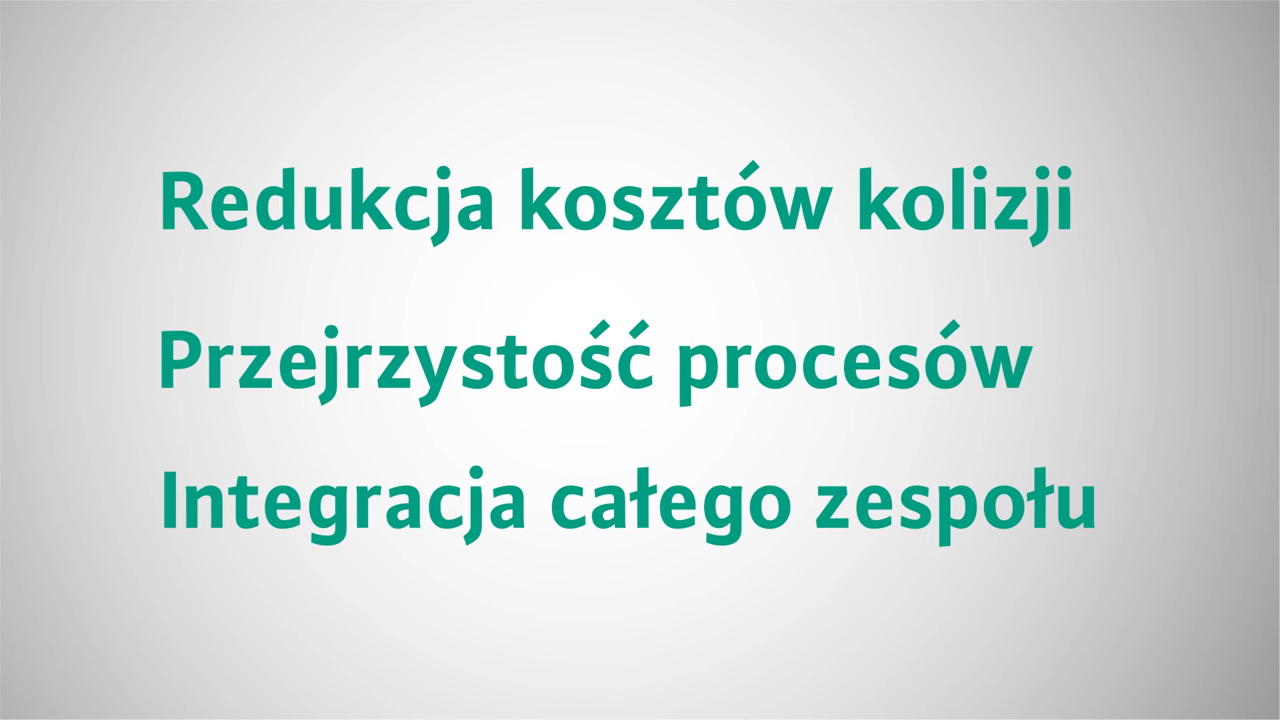 Redukcja kosztów kolizji
Przejrzystość procesów
Integracja całego zespołu